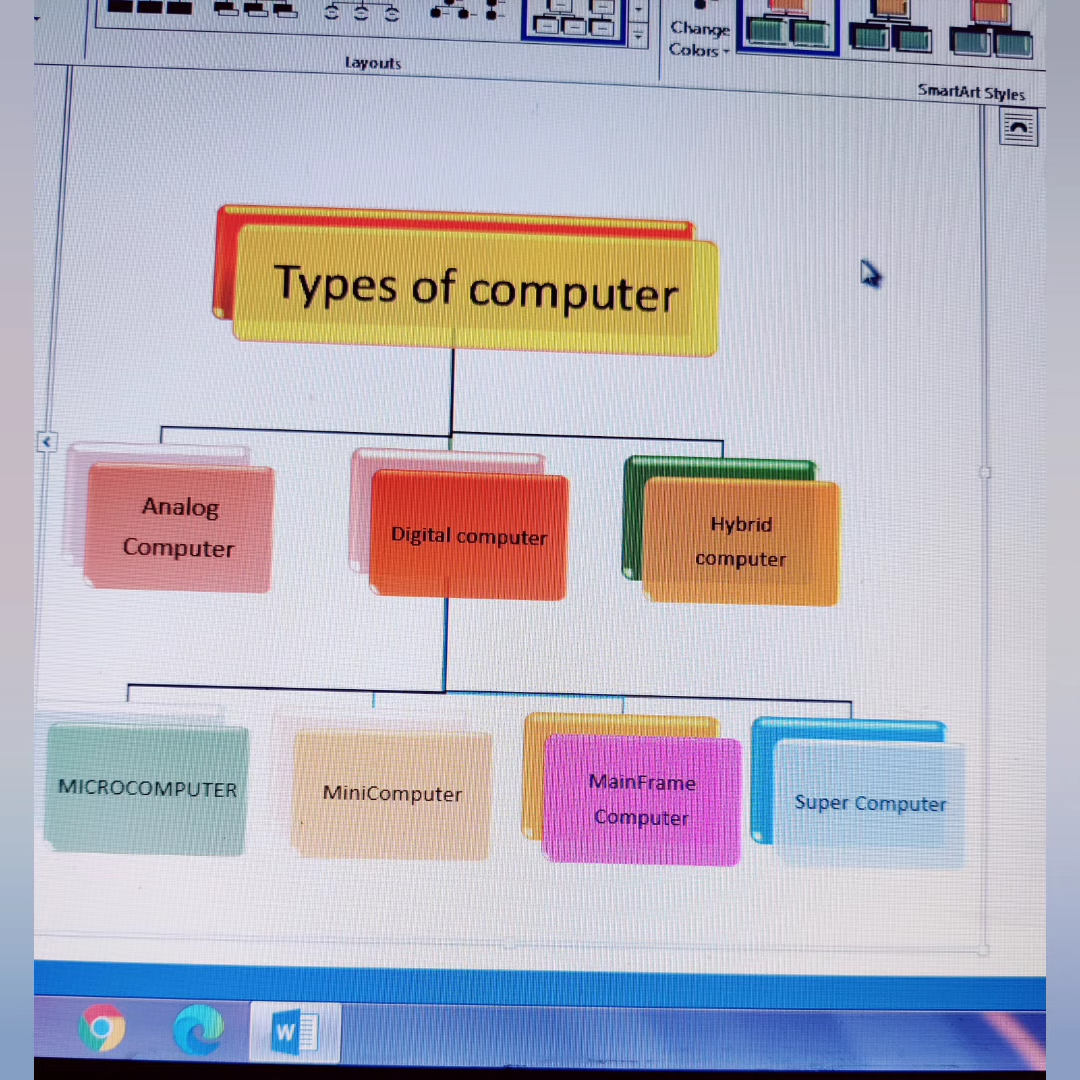 Layouts
Change
Colors
SmartArt Styles
Types of computer
Analog
Computer
Digital computer
Hybrid
computer
MICROCOMPUTER
MiniComputer
MainFrame
Computer
Super Computer
W